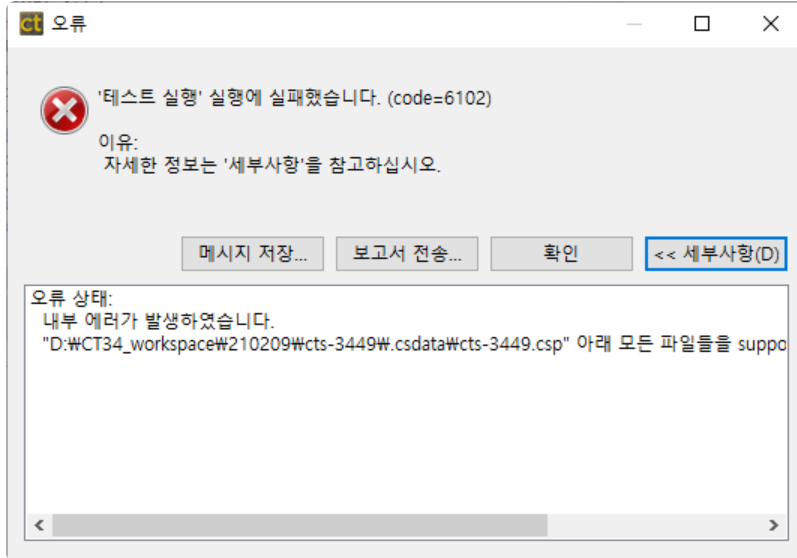 ct 오류
'테스트 실행' 실행에 실패했습니다. (code=6102)
이유:
자세한 정보는 '세부사항'을 참고하십시오.
메시지 저장... 보고서 전송... 확인 << 세부사항(D)
오류 상태:
내부 에러가 발생하였습니다.
"D:₩CT34_workspace₩210209₩cts-3449₩.csdata₩cts-3449.csp" 아래 모든 파일들을 suppo